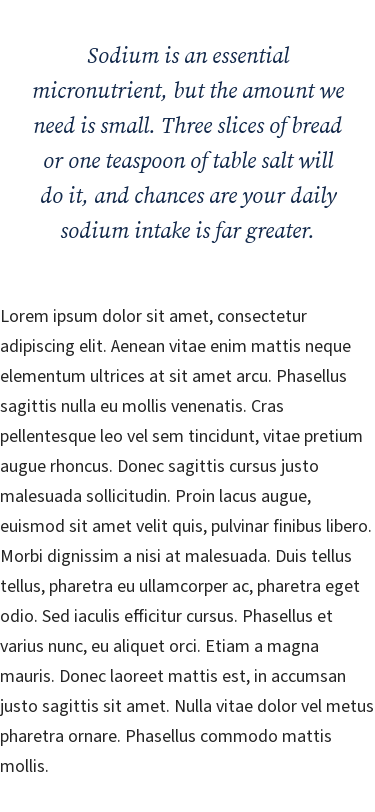 Sodium is an essential
micronutrient, but the amount we
need is small. Three slices of bread
or one teaspoon of table salt will
do it, and chances are your daily
sodium intake is far greater.
Lorem ipsum dolor sit amet, consectetur
adipiscing elit. Aenean vitae enim mattis neque
elementum ultrices at sit amet arcu. Phasellus
sagittis nulla eu mollis venenatis. Cras
pellentesque leo vel sem tincidunt, vitae pretium
augue rhoncus. Donec sagittis cursus justo
malesuada sollicitudin. Proin lacus augue,
euismod sit amet velit quis, pulvinar finibus libero.
Morbi dignissim a nisi at malesuada. Duis tellus
tellus, pharetra eu ullamcorper ac, pharetra eget
odio. Sed iaculis efficitur cursus. Phasellus et
varius nunc, eu aliquet orci. Etiam a magna
mauris. Donec laoreet mattis est, in accumsan
justo sagittis sit amet. Nulla vitae dolor vel metus
pharetra ornare. Phasellus commodo mattis
mollis.